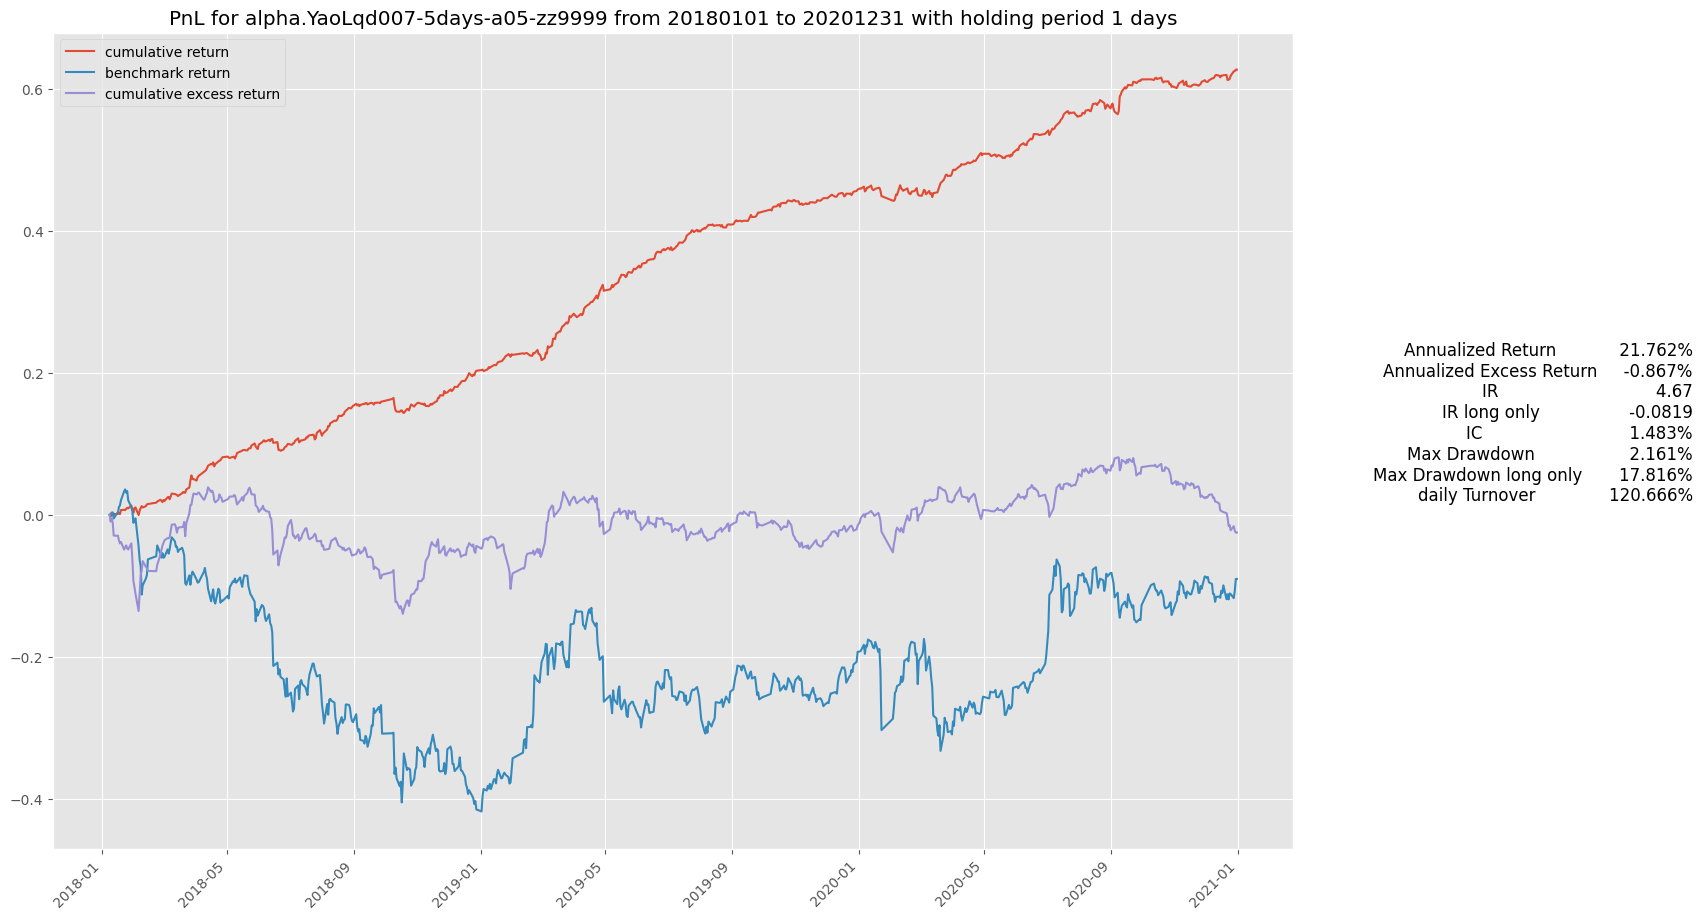 PnL for alpha.YaoLqd007-5days-a05-zz9999 from 20180101 to 20201231 with holding period 1 days
cumulative return
benchmark return
cumulative excess return
0.6
0.4
0.2
0.0
−0.2
−0.4
2018-01
2018-05
2018-09
2019-01
2019-05
2019-09
2020-01
2020-05
2020-09
2021-01
Annualized Return 21.762%
Annualized Excess Return -0.867%
IR 4.67
IR long only -0.0819
IC 1.483%
Max Drawdown 2.161%
Max Drawdown long only 17.816%
daily Turnover 120.666%